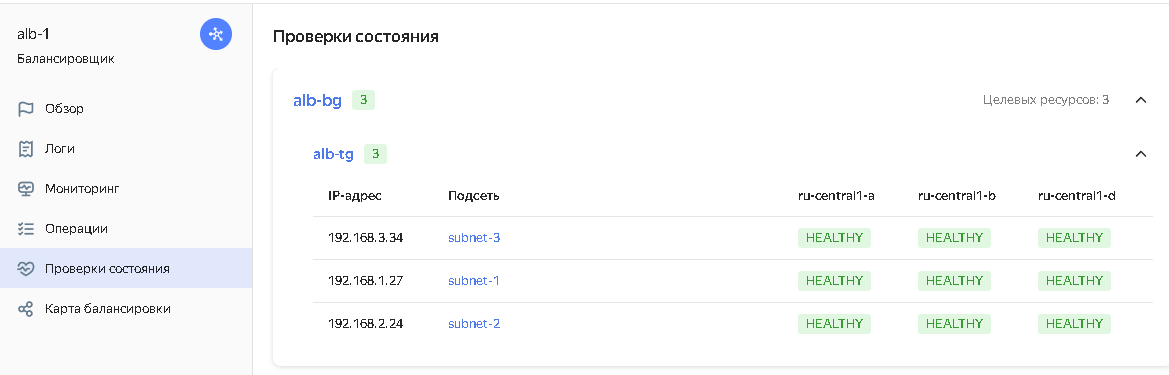 alb-1
Балансировщик
Обзор
Логи
Мониторинг
Операции
Проверки состояния
Карта балансировки
Проверки состояния
alb-bg 3 Целевых ресурсов: 3
alb-tg 3
IP-адрес Подсеть ru-central1-a ru-central1-b ru-central1-d
192.168.3.34 subnet-3 HEALTHY HEALTHY HEALTHY
192.168.1.27 subnet-1 HEALTHY HEALTHY HEALTHY
192.168.2.24 subnet-2 HEALTHY HEALTHY HEALTHY